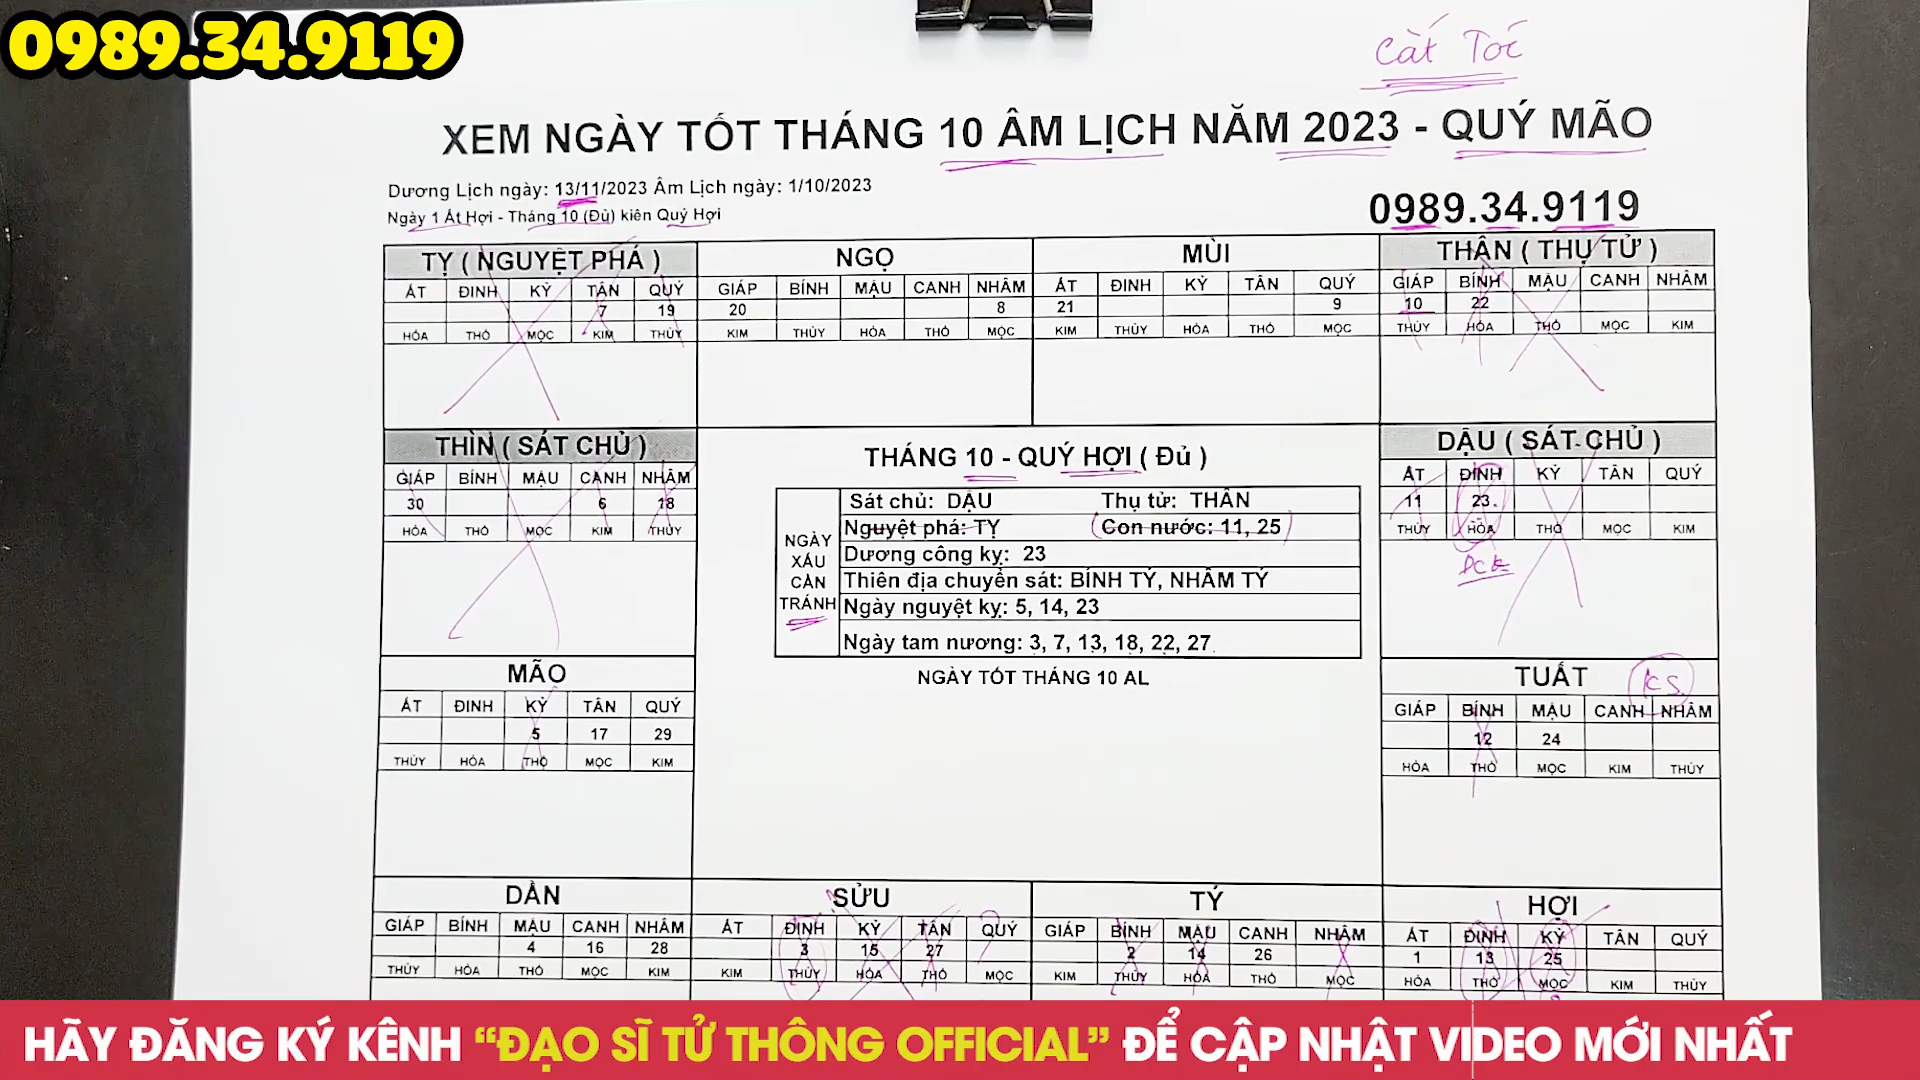 0989.34.9119
Cắt Tóc
XEM NGÀY TỐT THÁNG 10 ÂM LỊCH NĂM 2023 - QUÝ MÃO
Dương Lịch ngày: 13/11/2023 Âm Lịch ngày: 1/10/2023
Ngày 1 Ất Hợi - Tháng 10 (Đủ) kiên Quý Hợi
0989.34.9119
TỴ ( NGUYỆT PHÁ )
ẤT ĐINH KỶ TÂN QUÝ
7 19
HỎA THỔ MỘC KIM THỦY
NGỌ
GIÁP BÍNH MẬU CANH NHÂM
20 8
KIM THỦY HỎA THỔ MỘC
MÙI
ẤT ĐINH KỶ TÂN QUÝ
21 9
KIM THỦY HỎA THỔ MỘC
THÂN ( THỤ TỬ )
GIÁP BÍNH MẬU CANH NHÂM
10 22
THỦY HỎA THỔ MỘC KIM
THÌN ( SÁT CHỦ )
GIÁP BÍNH MẬU CANH NHÂM
30 6 18
HỎA THỔ MỘC KIM THỦY
THÁNG 10 - QUÝ HỢI ( Đủ )
NGÀY XẤU CẦN TRÁNH
Sát chủ: DẬU Thụ tử: THÂN
Nguyệt phá: TỴ Con nước: 11, 25
Dương công kỵ: 23
Thiên địa chuyển sát: BÍNH TÝ, NHÂM TÝ
Ngày nguyệt kỵ: 5, 14, 23
Ngày tam nương: 3, 7, 13, 18, 22, 27
NGÀY TỐT THÁNG 10 AL
DẬU ( SÁT CHỦ )
ẤT ĐINH KỶ TÂN QUÝ
11 23
THỦY HỎA THỔ MỘC KIM
DCK
MÃO
ẤT ĐINH KỶ TÂN QUÝ
5 17 29
THỦY HỎA THỔ MỘC KIM
TUẤT
KS
GIÁP BÍNH MẬU CANH NHÂM
12 24
HỎA THỔ MỘC KIM THỦY
DẦN
GIÁP BÍNH MẬU CANH NHÂM
4 16 28
THỦY HỎA THỔ MỘC KIM
SỬU
ẤT ĐINH KỶ TÂN QUÝ
3 15 27
KIM THỦY HỎA THỔ MỘC
TÝ
GIÁP BÍNH MẬU CANH NHÂM
2 14 26
KIM THỦY HỎA THỔ MỘC
HỢI
ẤT ĐINH KỶ TÂN QUÝ
1 13 25
HỎA THỔ MỘC KIM THỦY
HÃY ĐĂNG KÝ KÊNH “ĐẠO SĨ TỬ THÔNG OFFICIAL” ĐỂ CẬP NHẬT VIDEO MỚI NHẤT